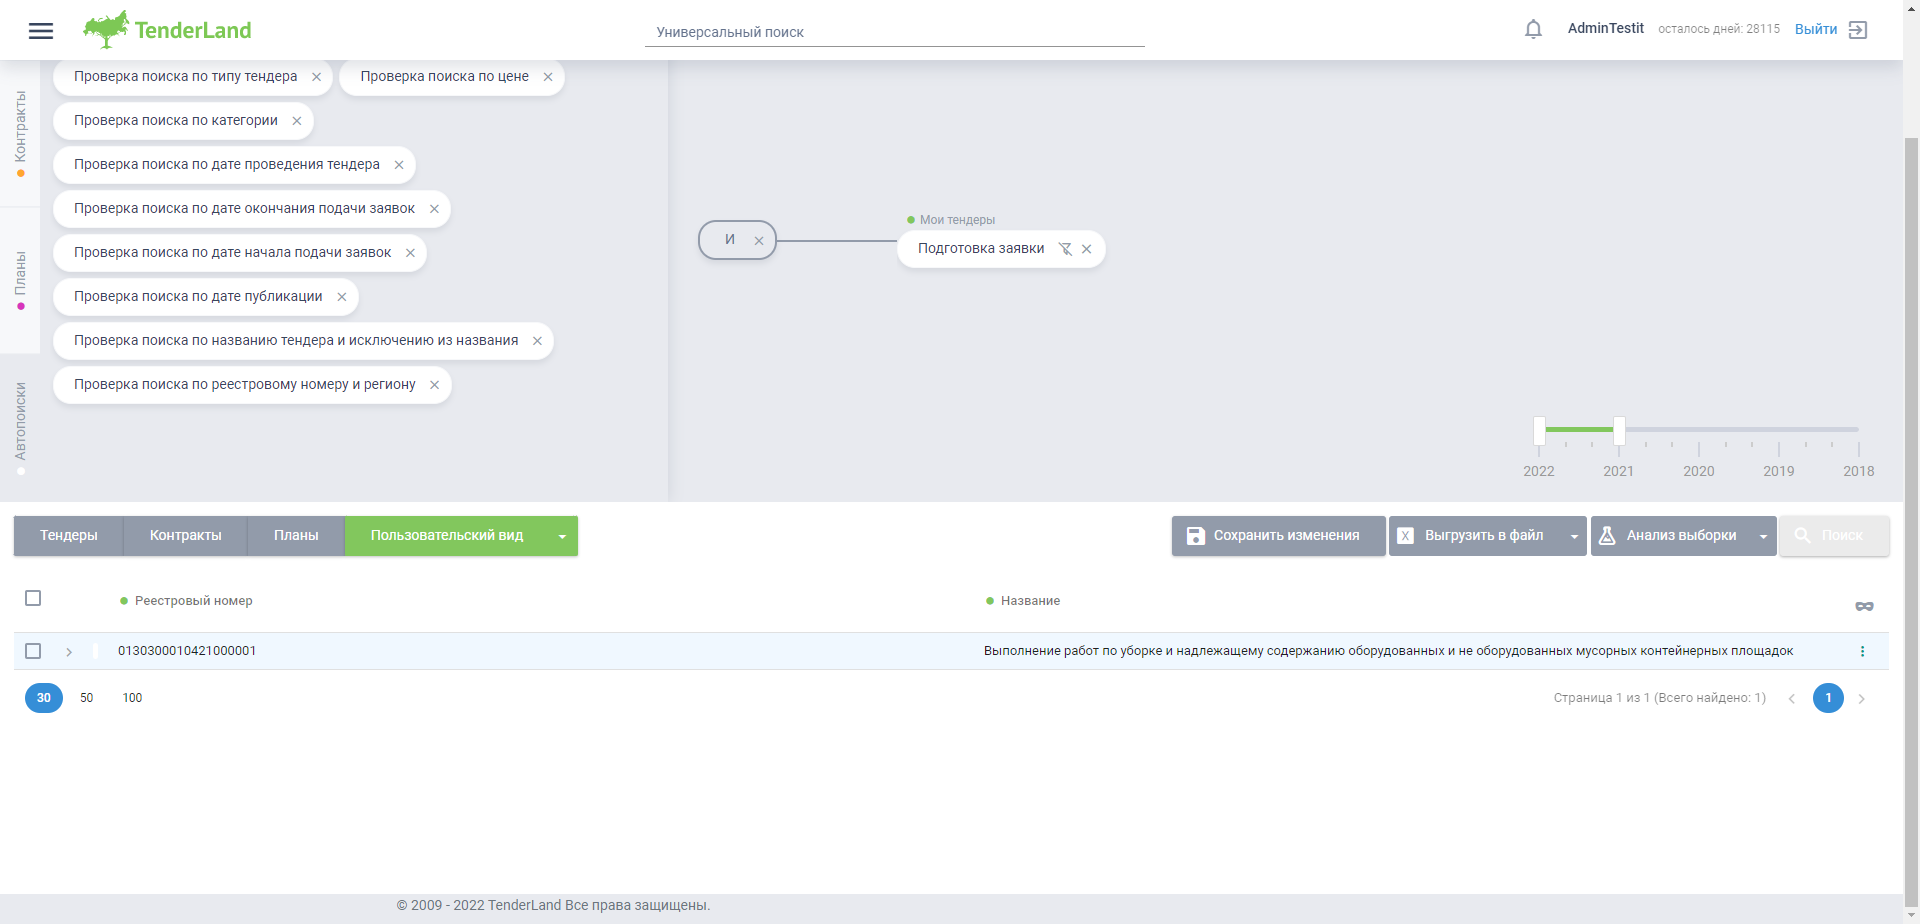 TenderLand
Универсальный поиск
AdminTestit
осталось дней: 28115
Выйти
Контракты
Планы
Автопоиски
Проверка поиска по типу тендера
Проверка поиска по цене
Проверка поиска по категории
Проверка поиска по дате проведения тендера
Проверка поиска по дате окончания подачи заявок
Проверка поиска по дате начала подачи заявок
Проверка поиска по дате публикации
Проверка поиска по названию тендера и исключению из названия
Проверка поиска по реестровому номеру и региону
И
Мои тендеры
Подготовка заявки
2022 2021 2020 2019 2018
Тендеры Контракты Планы Пользовательский вид
Сохранить изменения
X Выгрузить в файл
Анализ выборки
Поиск
Реестровый номер
Название
0130300010421000001
Выполнение работ по уборке и надлежащему содержанию оборудованных и не оборудованных мусорных контейнерных площадок
30 50 100
Страница 1 из 1 (Всего найдено: 1)
1
© 2009 - 2022 TenderLand Все права защищены.